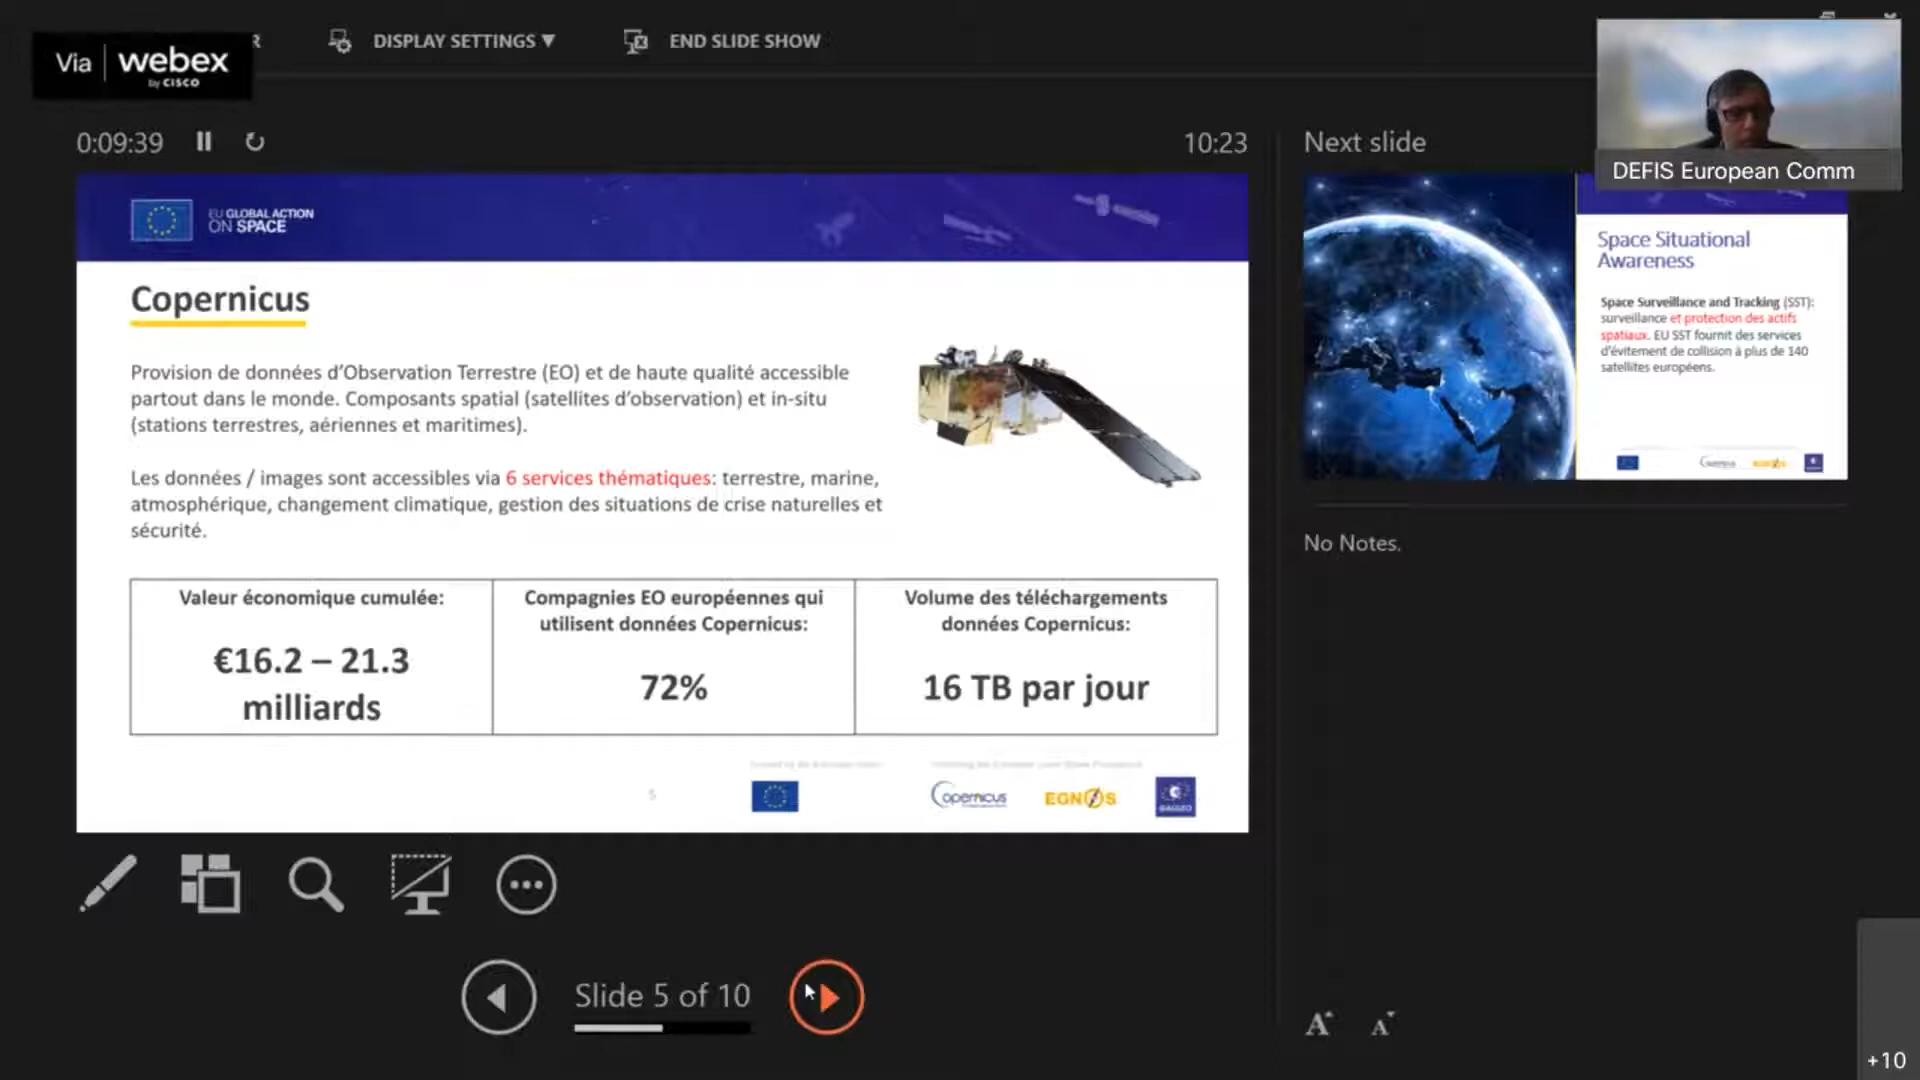 Via webex
by CISCO
R
DISPLAY SETTINGS ▼
END SLIDE SHOW
0:09:39
10:23
Next slide
DEFIS European Comm
EU GLOBAL ACTION
ON SPACE
Copernicus
Provision de données d'Observation Terrestre (EO) et de haute qualité accessible
partout dans le monde. Composants spatial (satellites d'observation) et in-situ
(stations terrestres, aériennes et maritimes).
Les données / images sont accessibles via 6 services thématiques: terrestre, marine,
atmosphérique, changement climatique, gestion des situations de crise naturelles et
sécurité.
Valeur économique cumulée:
€16.2 – 21.3
milliards
Compagnies EO européennes qui
utilisent données Copernicus:
72%
Volume des téléchargements
données Copernicus:
16 TB par jour
5
Copernicus
EGNOS
GALILEO
Space Situational
Awareness
Space Surveillance and Tracking (SST):
surveillance et protection des actifs
spatiaux. EU SST fournit des services
d'évitement de collision à plus de 140
satellites européens.
Copernicus
EGNOS
No Notes.
Slide 5 of 10
A A
+10